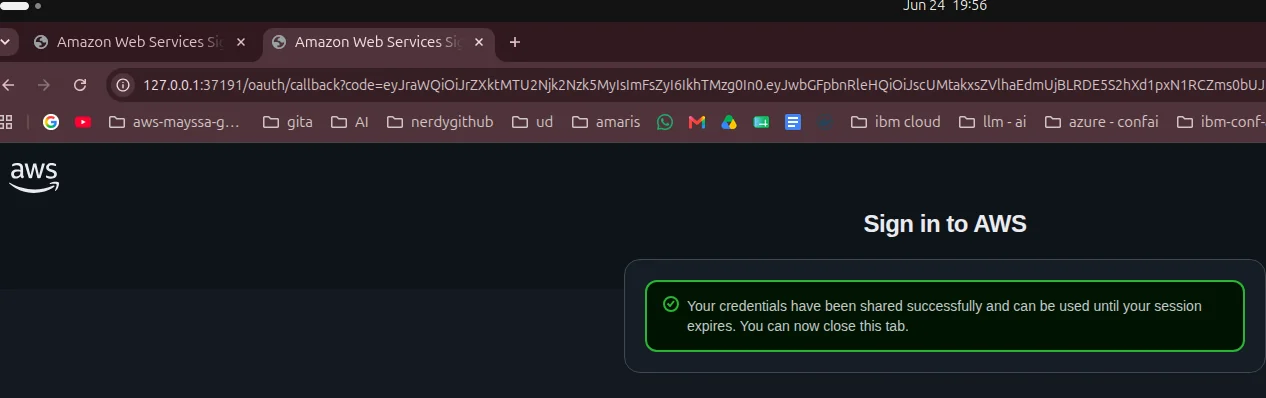 Jun 24 19:56
Amazon Web Services Si
Amazon Web Services Si
127.0.0.1:37191/oauth/callback?code=eyJraWQiOiJrZXktMTU2Njk2Nzk5MyIsImFsZyI6IkhTMzg0In0.eyJwbGFpbnRleHQiOiJscUMtakxsZVlhaEdmUjBLRDE5S2hXd1pxN1RCZms0bUJ
aws-mayssa-g...
gita
AI
nerdygithub
ud
amaris
ibm cloud
llm - ai
azure - confai
ibm-conf-
aws
Sign in to AWS
Your credentials have been shared successfully and can be used until your session
expires. You can now close this tab.